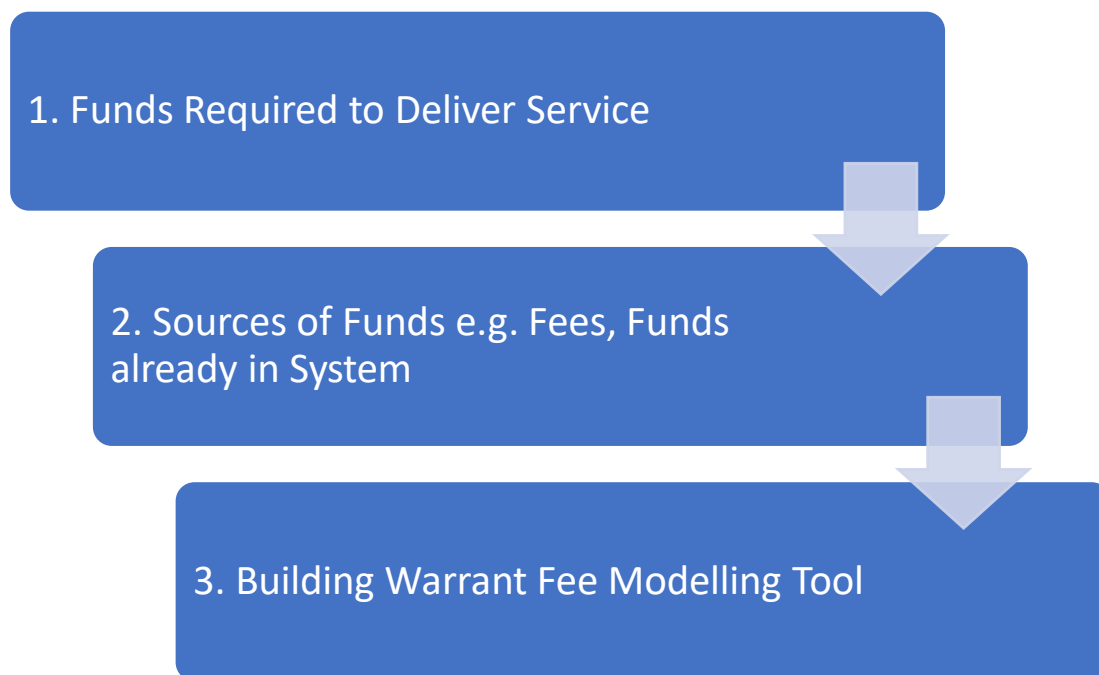 1. Funds Required to Deliver Service
2. Sources of Funds e.g. Fees, Funds
already in System
3. Building Warrant Fee Modelling Tool